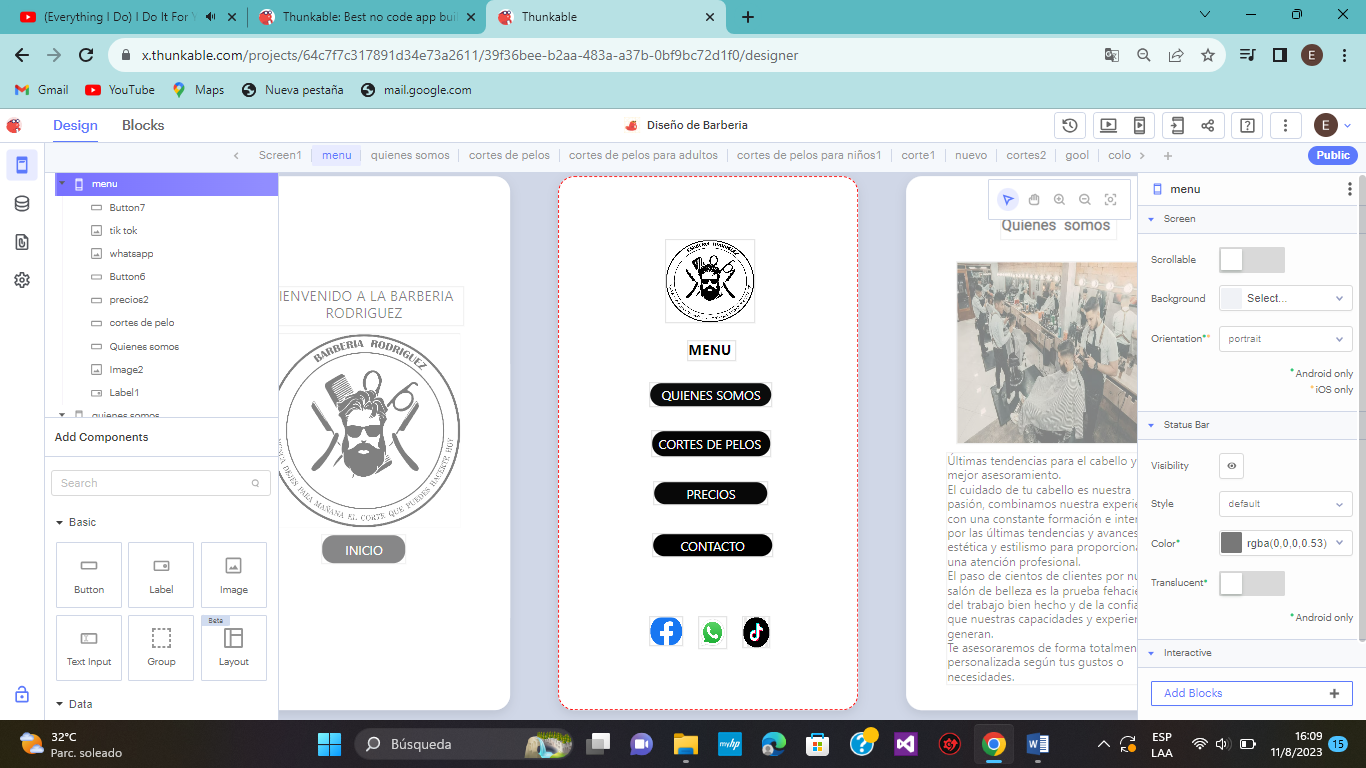 (Everything I Do) I Do It For Y
Thunkable: Best no code app buil
Thunkable
x.thunkable.com/projects/64c7f7c317891d34e73a2611/39f36bee-b2aa-483a-a37b-0bf9bc72d1f0/designer
E
Gmail
YouTube
Maps
Nueva pestaña
mail.google.com
Design
Blocks
Diseño de Barberia
E
Screen1
menu
quienes somos
cortes de pelos
cortes de pelos para adultos
cortes de pelos para niños1
corte1
nuevo
cortes2
gool
colo
Public
menu
Button7
tik tok
whatsapp
Button6
precios2
cortes de pelo
Quienes somos
Image2
Label1
quienes somos
Add Components
Search
Basic
Button
Label
Image
Text Input
Group
Beta
Layout
Data
IENVENIDO A LA BARBERIA
RODRIGUEZ
BARBERIA RODRIGUEZ
NUNCA DEJES PARA MAÑANA EL CORTE QUE PUEDES HACERTE HOY
INICIO
BARBERIA RODRIGUEZ
MENU
QUIENES SOMOS
CORTES DE PELOS
PRECIOS
CONTACTO
Quienes somos
Últimas tendencias para el cabello y
mejor asesoramiento.
El cuidado de tu cabello es nuestra
pasión, combinamos nuestra experie
con una constante formación e inter
por las últimas tendencias y avances
estética y estilismo para proporciona
una atención profesional.
El paso de cientos de clientes por nu
salón de belleza es la prueba fehacie
del trabajo bien hecho y de la confia
que nuestras capacidades y experien
generan.
Te asesoraremos de forma totalmen
personalizada según tus gustos o
necesidades.
menu
Screen
Scrollable
Background
Select...
Orientation**
portrait
* Android only
* iOS only
Status Bar
Visibility
Style
default
Color*
rgba(0,0,0,0.53)
Translucent*
* Android only
Interactive
Add Blocks
+
32°C
Parc. soleado
Búsqueda
myhp
ESP
LAA
16:09
11/8/2023
15